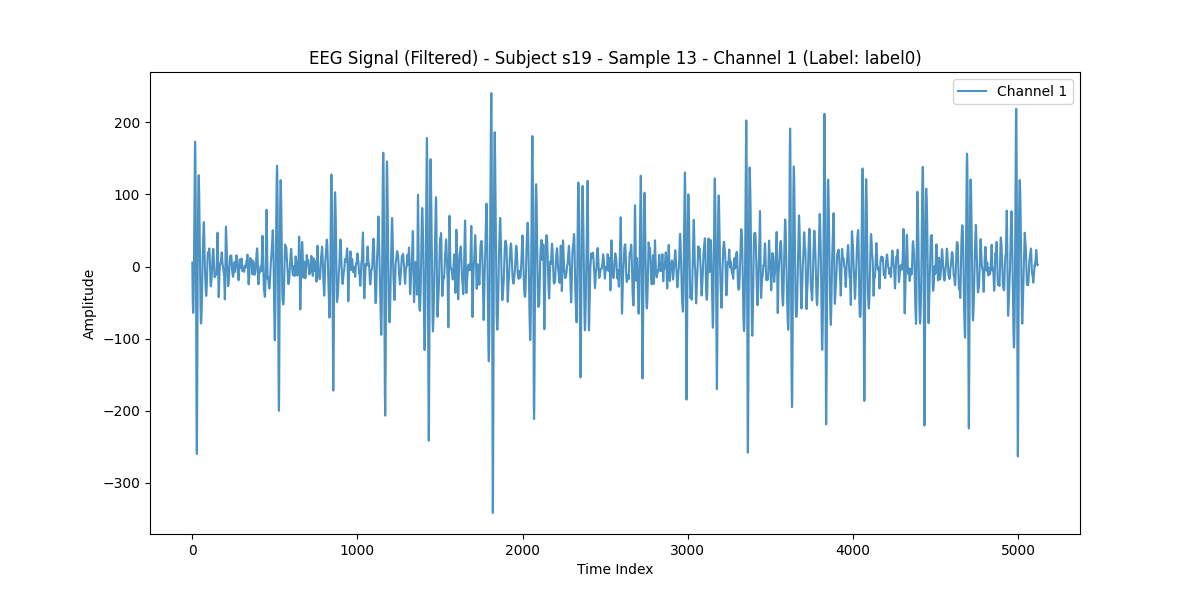 EEG Signal (Filtered) - Subject s19 - Sample 13 - Channel 1 (Label: label0)
Channel 1
200
100
0
−100
−200
−300
Amplitude
0 1000 2000 3000 4000 5000
Time Index